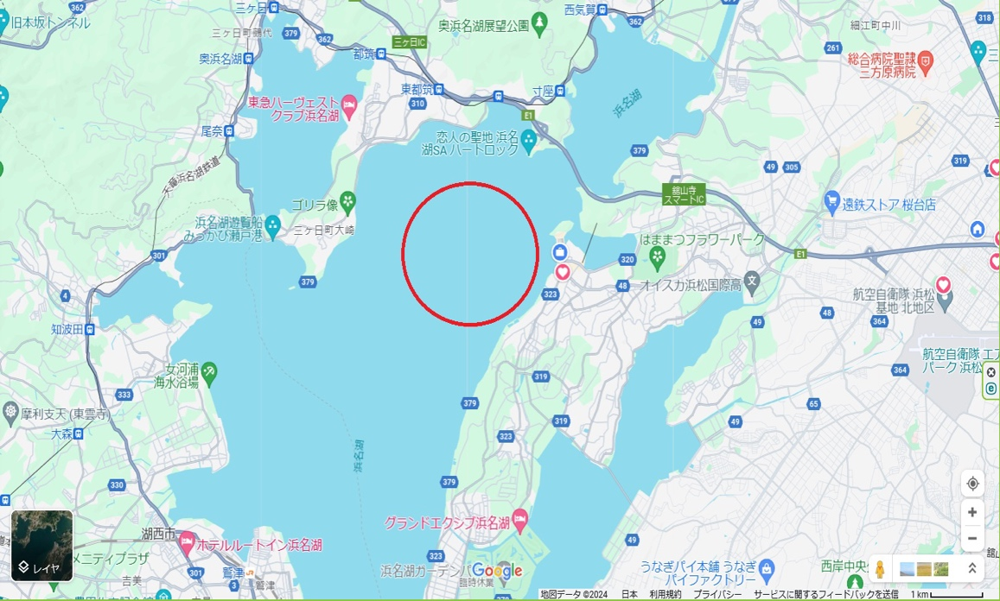 362
三ヶ日
西気賀
362
旧本坂トンネル
三ヶ日町鵺代
379
362
三ヶ日IC
奥浜名湖展望公園
318
細江町中川
261
奥浜名湖
都筑
総合病院聖隷
三方原病院
東都筑
寸座
浜名湖
310
東急ハーヴェスト
クラブ浜名湖
E1
尾奈
恋人の聖地 浜名
湖SA ハートロック
379
49
305
319
天竜浜名湖鉄道
舘山寺
スマートIC
遠鉄ストア 桜台店
ゴリラ像
浜名湖遊覧船
みっかび瀬戸港
三ケ日町大崎
はままつフラワーパーク
301
320
E1
379
323
48
オイスカ浜松国際高
4
航空自衛隊 浜松
基地 北地区
48
364
49
知波田
航空自衛隊 エア
パーク 浜松
女河浦
海水浴場
319
364
333
379
65
摩利支天 (東雲寺)
319
49
大森
323
浜名湖
330
379
グランドエクシブ浜名湖
湖西市
49
ホテルルートイン浜名湖
レイヤ
メニティプラザ
323
301
鷲津
浜名湖ガーデンパ
臨時休業
Google
うなぎパイ本舗 うなぎ
パイファクトリー
西岸中央
吉美
3
鷲津
379
地図データ ©2024 日本 利用規約 プライバシー サービスに関するフィードバックを送信 1 km